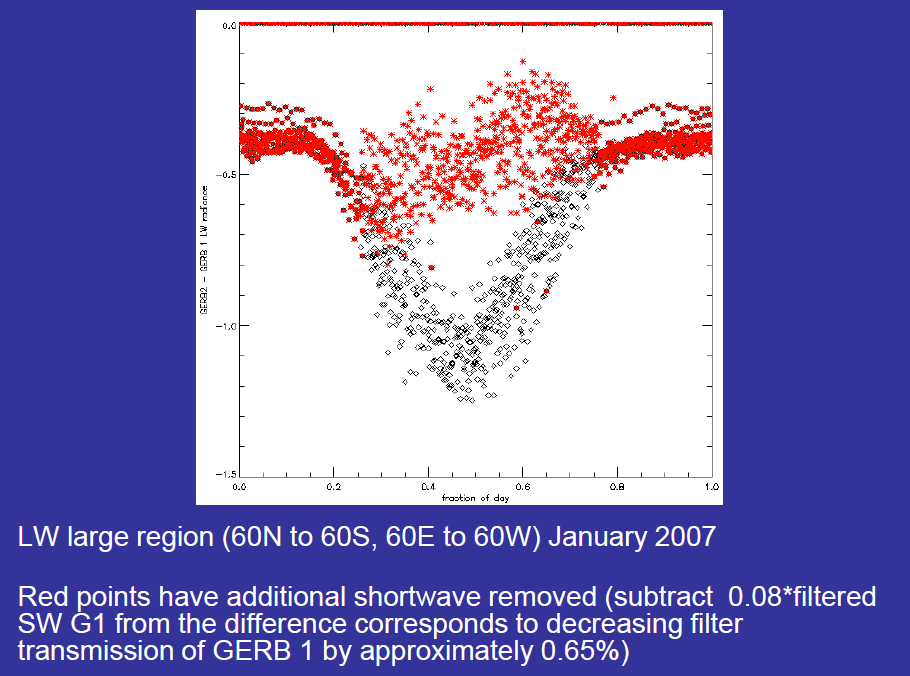 0.0
-0.5
-1.0
-1.5
GERB2 - GERB 1 LW radiance
0.0 0.2 0.4 0.6 0.8 1.0
fraction of day
LW large region (60N to 60S, 60E to 60W) January 2007
Red points have additional shortwave removed (subtract 0.08*filtered
SW G1 from the difference corresponds to decreasing filter
transmission of GERB 1 by approximately 0.65%)